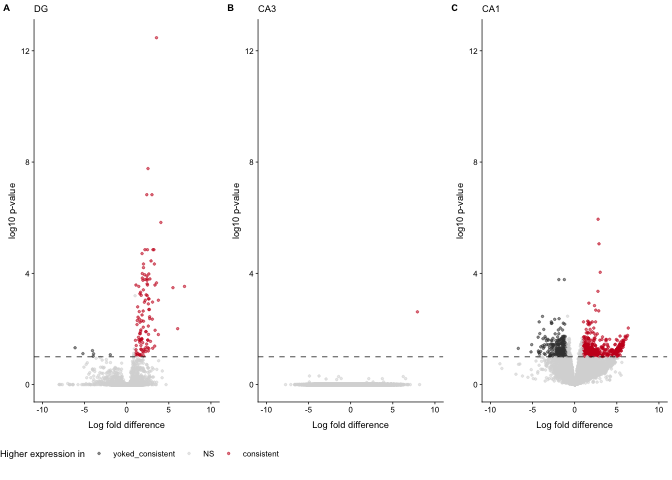 A DG
B CA3
C CA1
log10 p-value
12
8
4
0
-10 -5 0 5 10
Log fold difference
log10 p-value
12
8
4
0
-10 -5 0 5 10
Log fold difference
log10 p-value
12
8
4
0
-10 -5 0 5 10
Log fold difference
Higher expression in yoked_consistent NS consistent